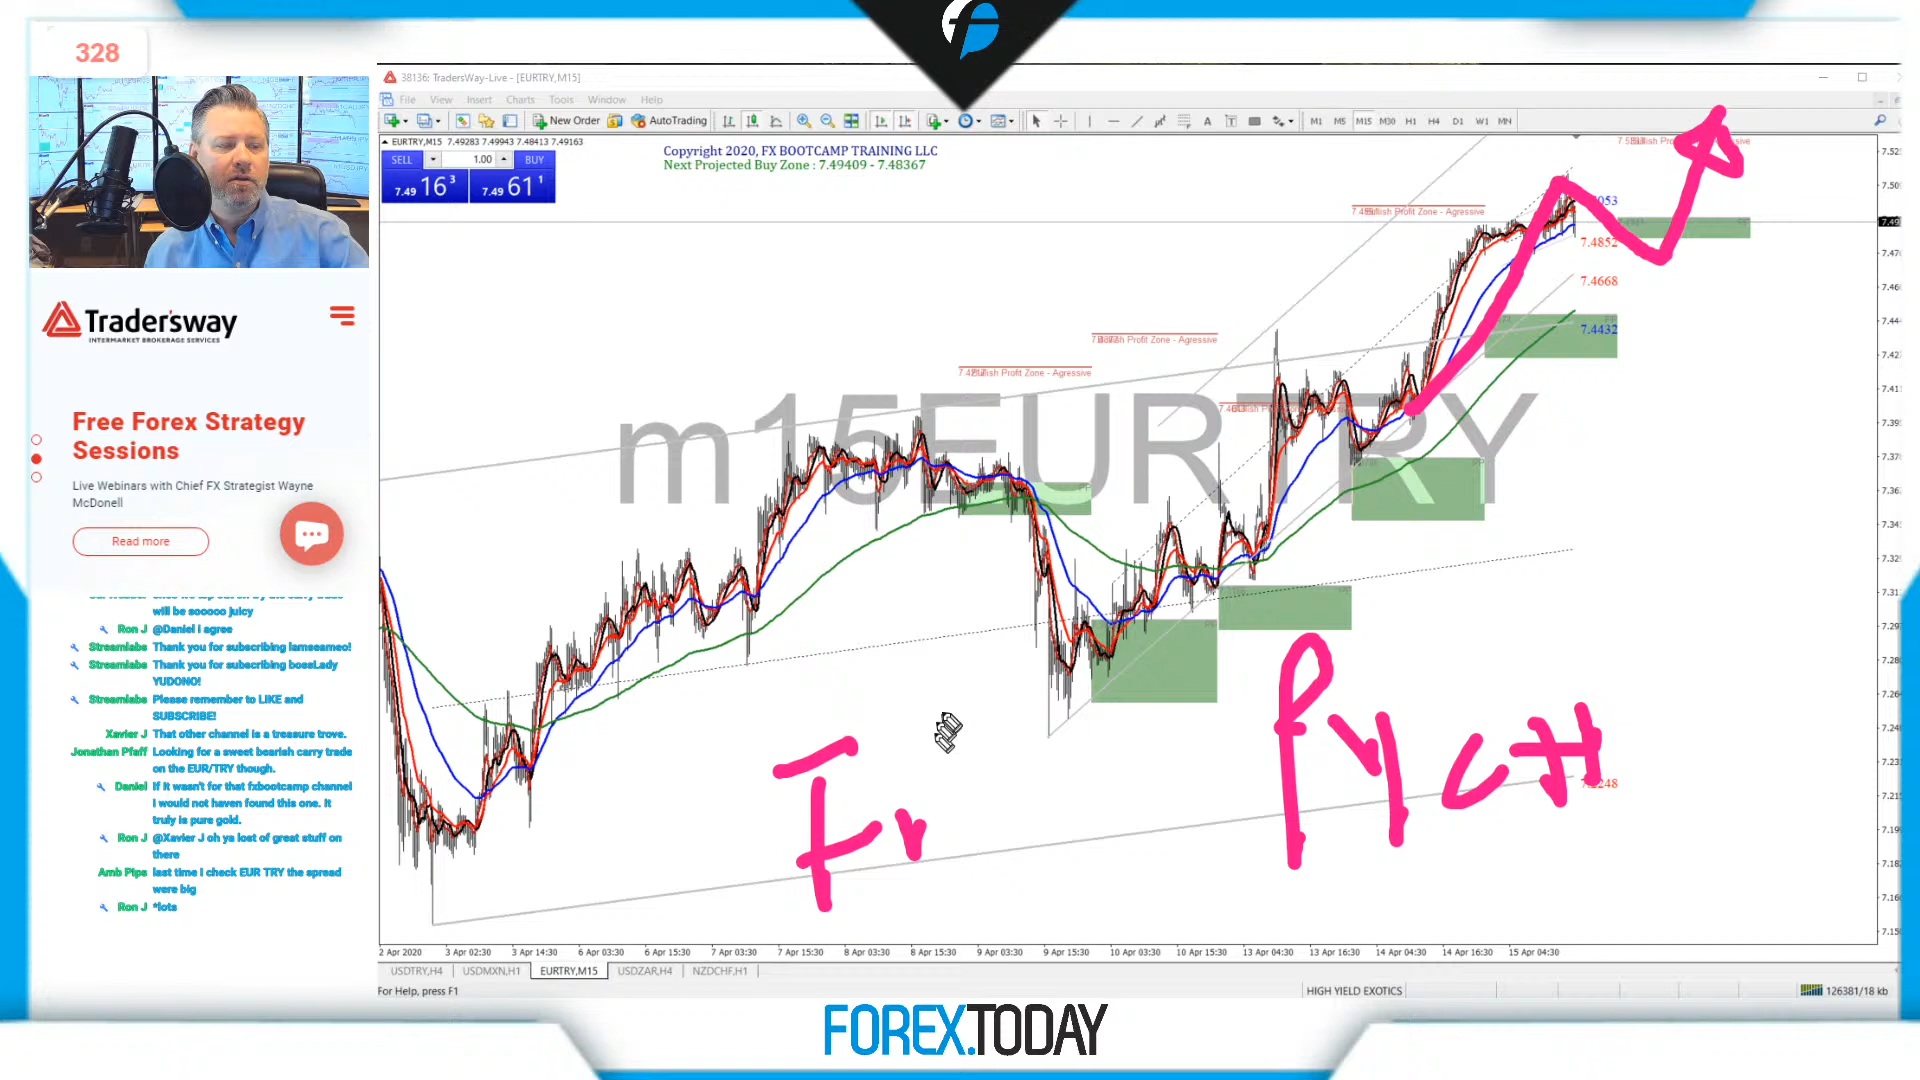 328
38136: TradersWay-Live - [EURTRY,M15]
File View Insert Charts Tools Window Help
New Order AutoTrading M1 M5 M15 M30 H1 H4 D1 W1 MN
EURTRY,M15 7.49283 7.49943 7.48413 7.49163
SELL 1.00 BUY
7.49 16 3 7.49 61 1
Copyright 2020, FX BOOTCAMP TRAINING LLC
Next Projected Buy Zone : 7.49409 - 7.48367
Profit Zone - Agressive
Profit Zone - Agressive
Profit Zone - Agressive
7.4852
7.4668
7.4432
m15EURTRY
Fr
TradersWay
INTERMARKET BROKERAGE SERVICES
Free Forex Strategy
Sessions
Live Webinars with Chief FX Strategist Wayne
McDonell
Read more
will be sooooo juicy
Ron J @Daniel i agree
Streamlabs Thank you for subscribing iamseameo!
Streamlabs Thank you for subscribing bossLady
YUDONO!
Streamlabs Please remember to LIKE and
SUBSCRIBE!
Xavier J That other channel is a treasure trove.
Jonathan Pfaff Looking for a sweet bearish carry trade
on the EUR/TRY though.
Daniel If it wasn't for that fxbootcamp channel
I would not haven found this one. It
truly is pure gold.
Ron J @Xavier J oh ya lost of great stuff on
there
Amb Pips last time I check EUR TRY the spread
were big
Ron J *lots
2 Apr 2020 3 Apr 02:30 3 Apr 14:30 6 Apr 03:30 6 Apr 15:30 7 Apr 03:30 7 Apr 15:30 8 Apr 03:30 8 Apr 15:30 9 Apr 03:30 9 Apr 15:30 10 Apr 03:30 10 Apr 15:30 13 Apr 04:30 13 Apr 16:30 14 Apr 04:30 14 Apr 16:30 15 Apr 04:30
USDTRY,H4 USDMXN,H1 EURTRY,M15 USDZAR,H4 NZDCHF,H1
For Help, press F1 HIGH YIELD EXOTICS 126381/18 kb
FOREX.TODAY